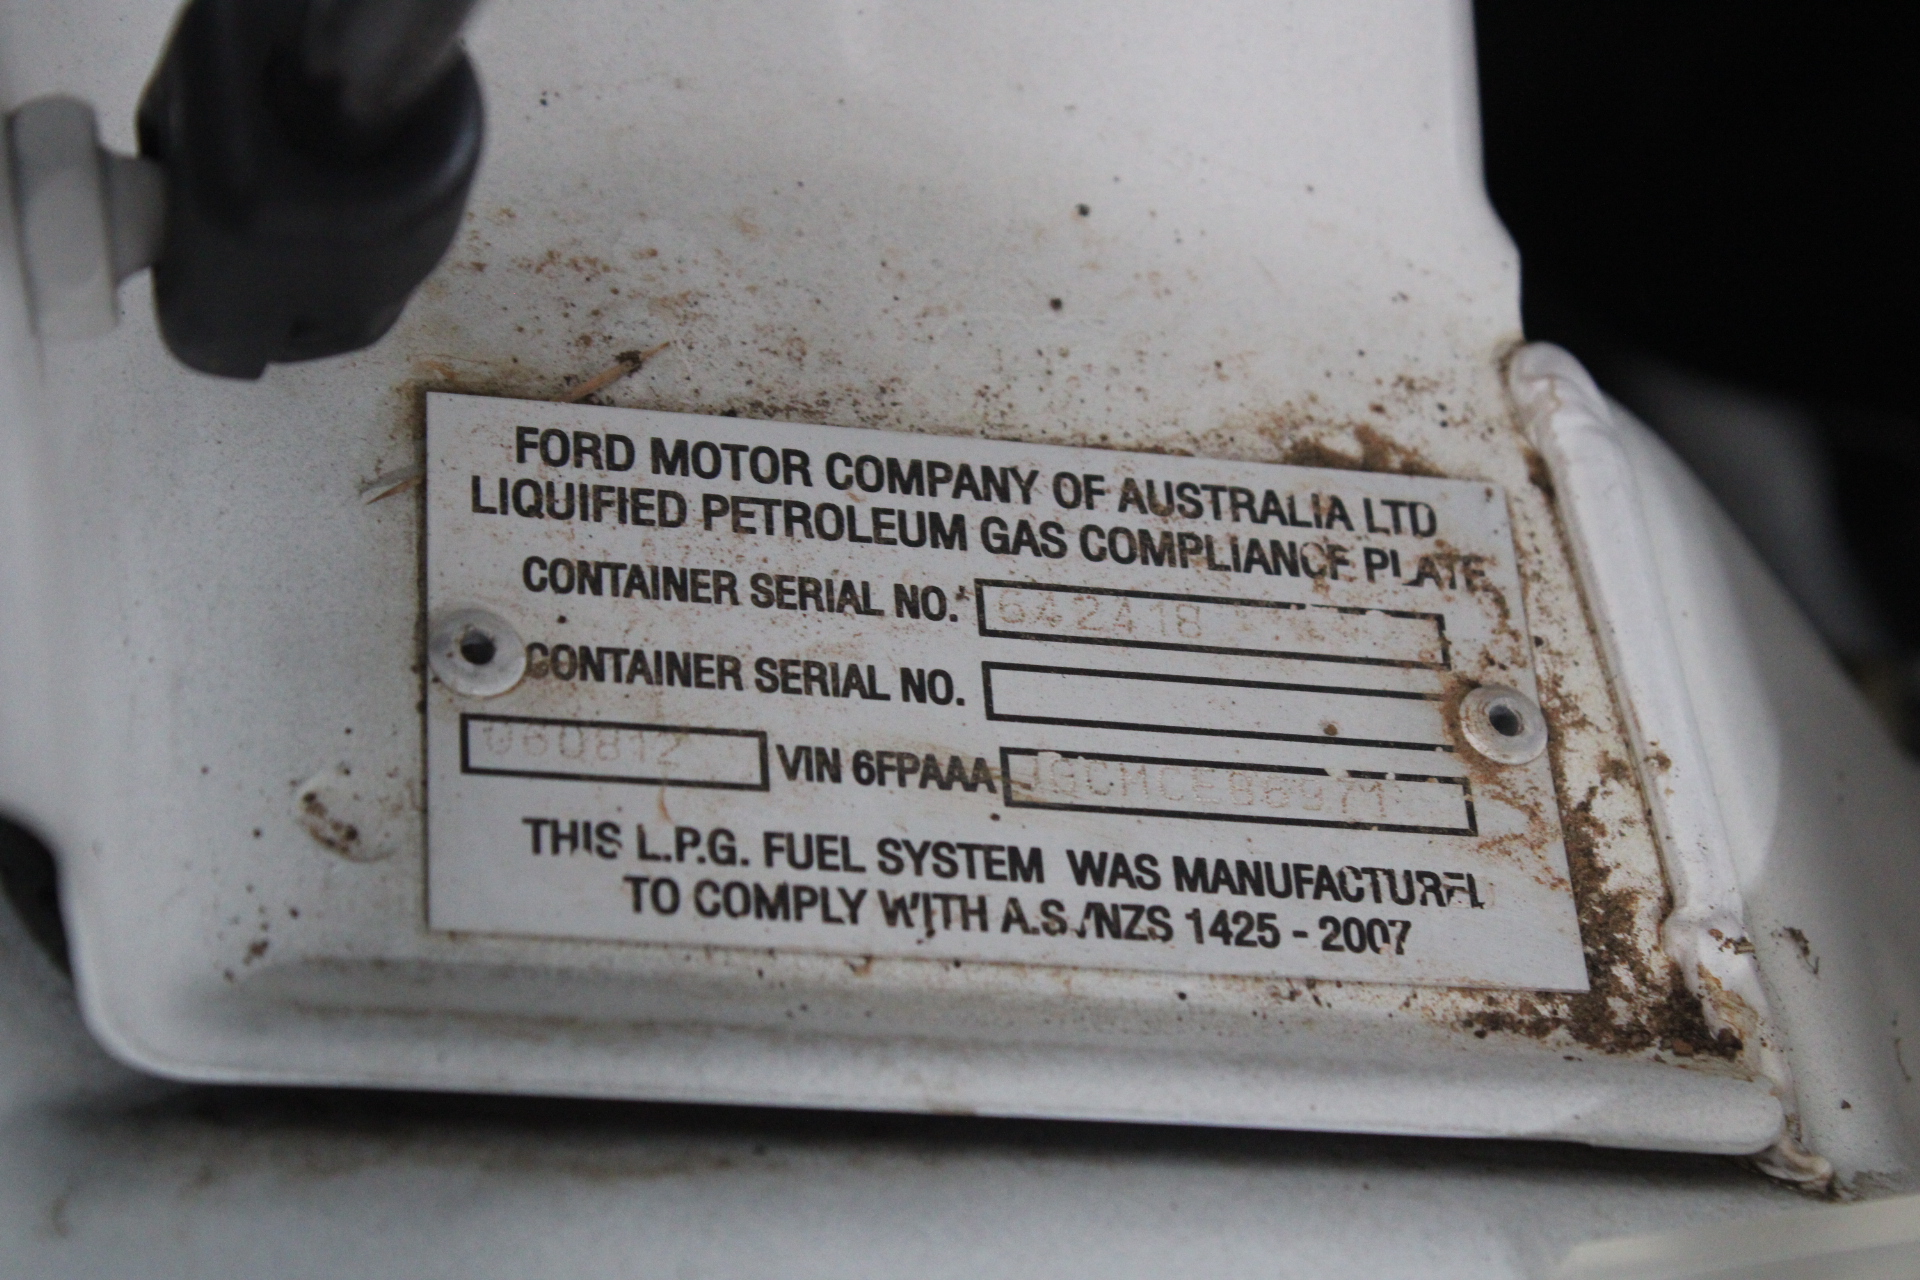 FORD MOTOR COMPANY OF AUSTRALIA LTD
LIQUIFIED PETROLEUM GAS COMPLIANCE PLATE
CONTAINER SERIAL NO. 642418
CONTAINER SERIAL NO.
060812 VIN 6FPAAA JGCMCE86971
THIS L.P.G. FUEL SYSTEM WAS MANUFACTURED
TO COMPLY WITH A.S./NZS 1425 - 2007